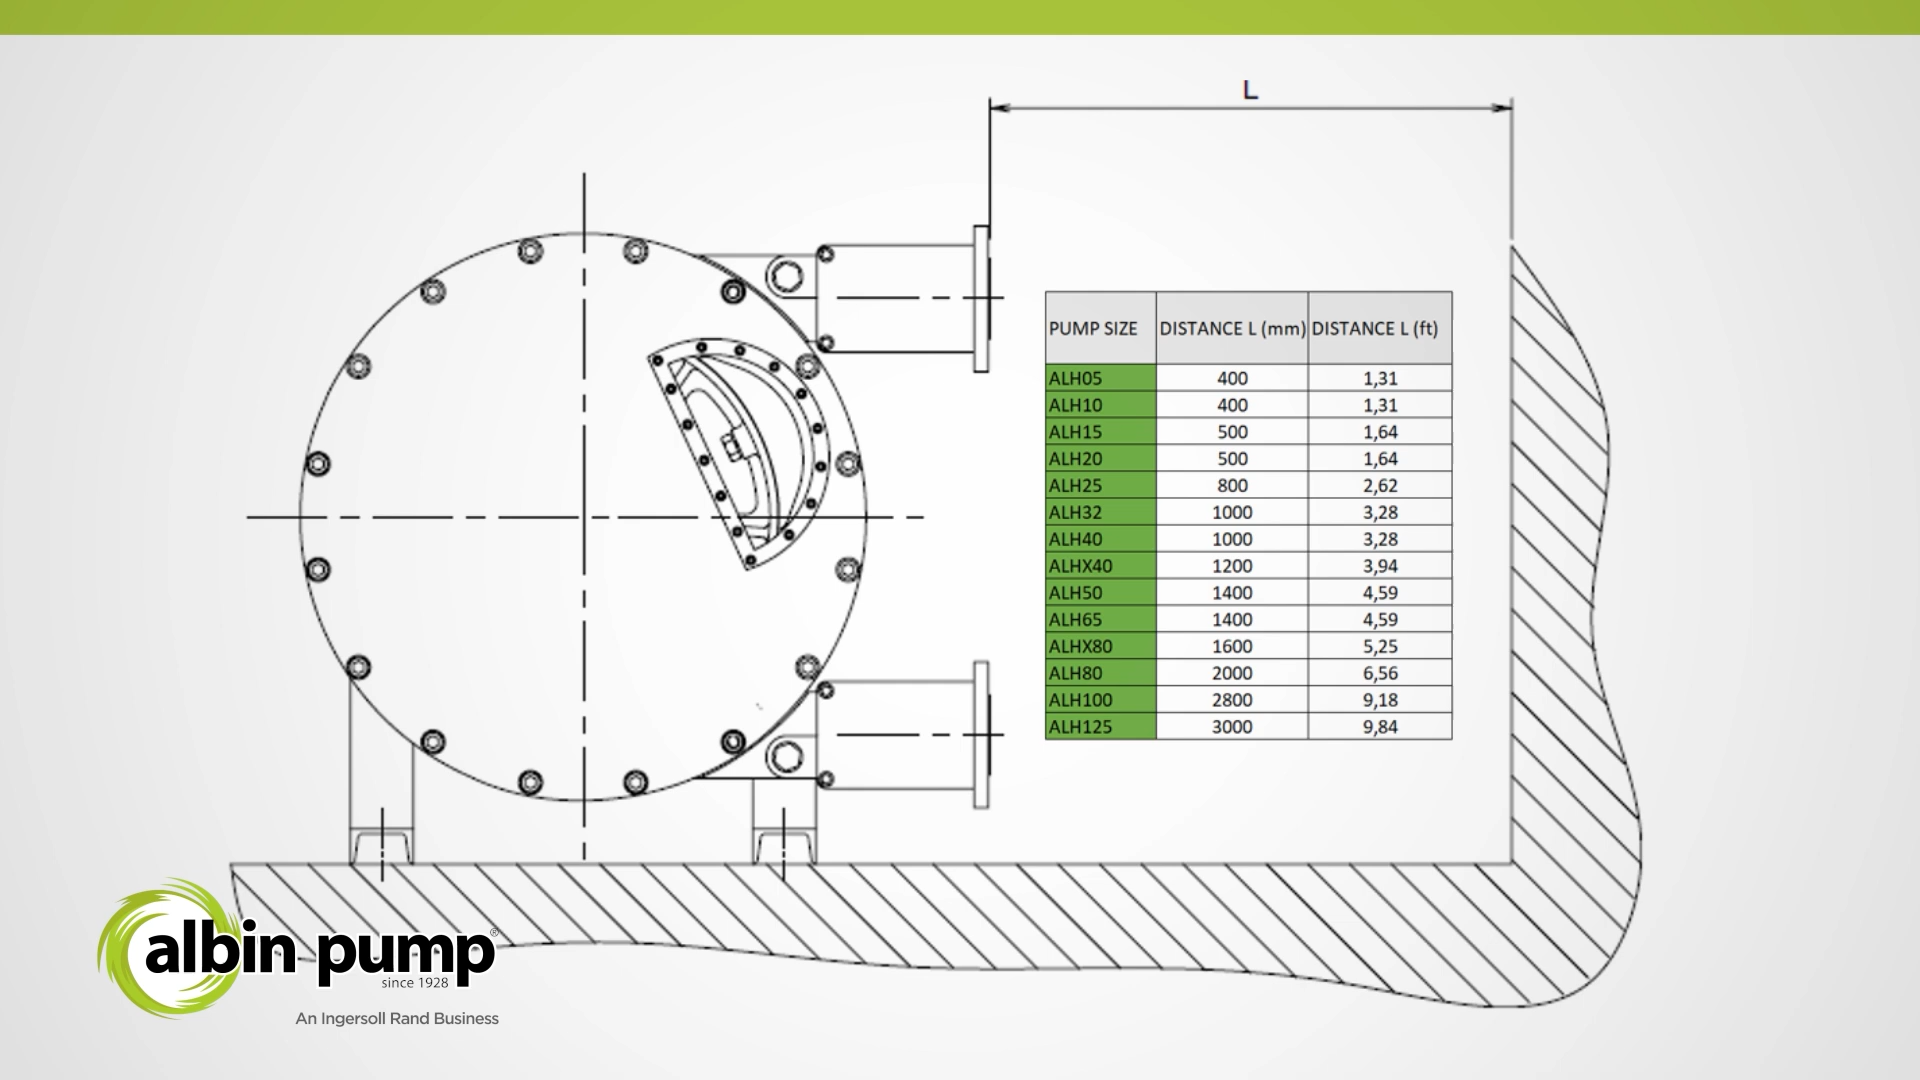 L
PUMP SIZE DISTANCE L (mm) DISTANCE L (ft)
ALH05 400 1,31
ALH10 400 1,31
ALH15 500 1,64
ALH20 500 1,64
ALH25 800 2,62
ALH32 1000 3,28
ALH40 1000 3,28
ALHX40 1200 3,94
ALH50 1400 4,59
ALH65 1400 4,59
ALHX80 1600 5,25
ALH80 2000 6,56
ALH100 2800 9,18
ALH125 3000 9,84
albin pump®
since 1928
An Ingersoll Rand Business